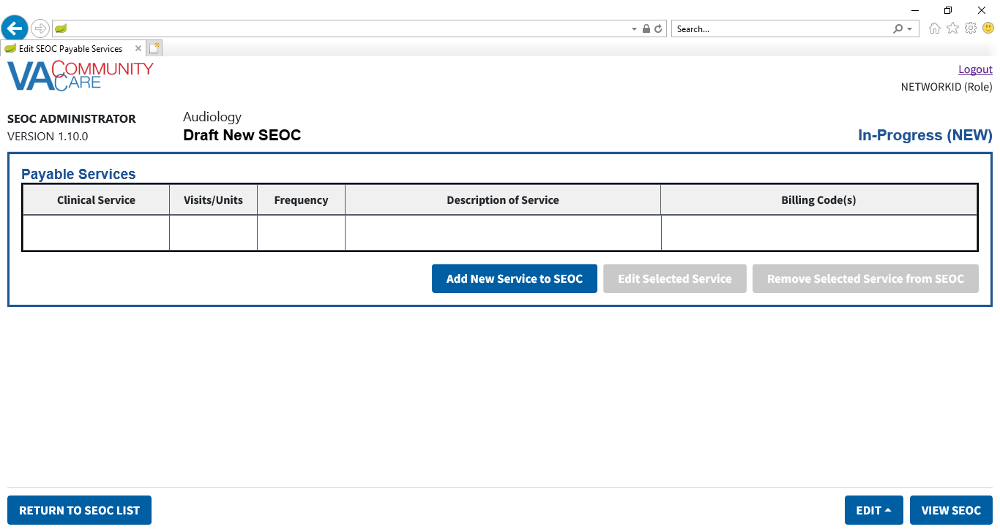 Search...
Edit SEOC Payable Services
VA COMMUNITY CARE
Logout
NETWORKID (Role)
SEOC ADMINISTRATOR
VERSION 1.10.0
Audiology
Draft New SEOC
In-Progress (NEW)
Payable Services
Clinical Service Visits/Units Frequency Description of Service Billing Code(s)
Add New Service to SEOC Edit Selected Service Remove Selected Service from SEOC
RETURN TO SEOC LIST EDIT VIEW SEOC